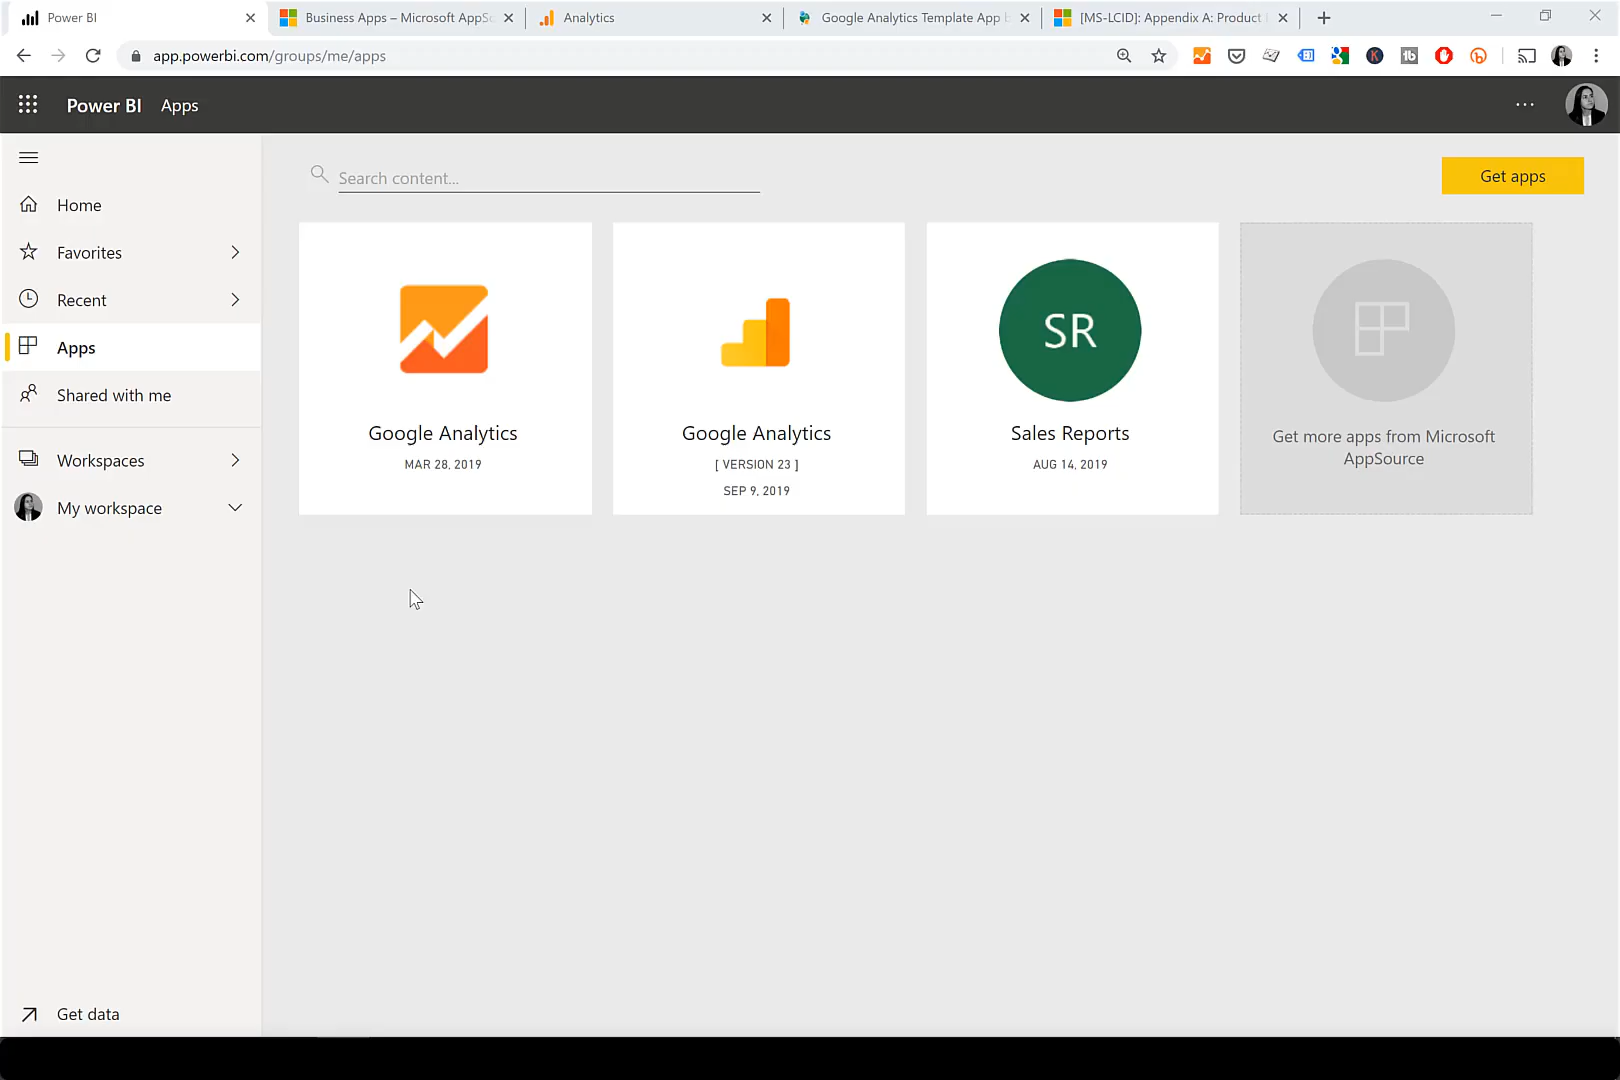 Power BI
Business Apps – Microsoft AppSo
Analytics
Google Analytics Template App b
[MS-LCID]: Appendix A: Product
app.powerbi.com/groups/me/apps
Power BI
Apps
Search content...
Get apps
Home
Favorites
Recent
Apps
Shared with me
Workspaces
My workspace
Get data
Google Analytics
MAR 28, 2019
Google Analytics
[ VERSION 23 ]
SEP 9, 2019
SR
Sales Reports
AUG 14, 2019
Get more apps from Microsoft
AppSource